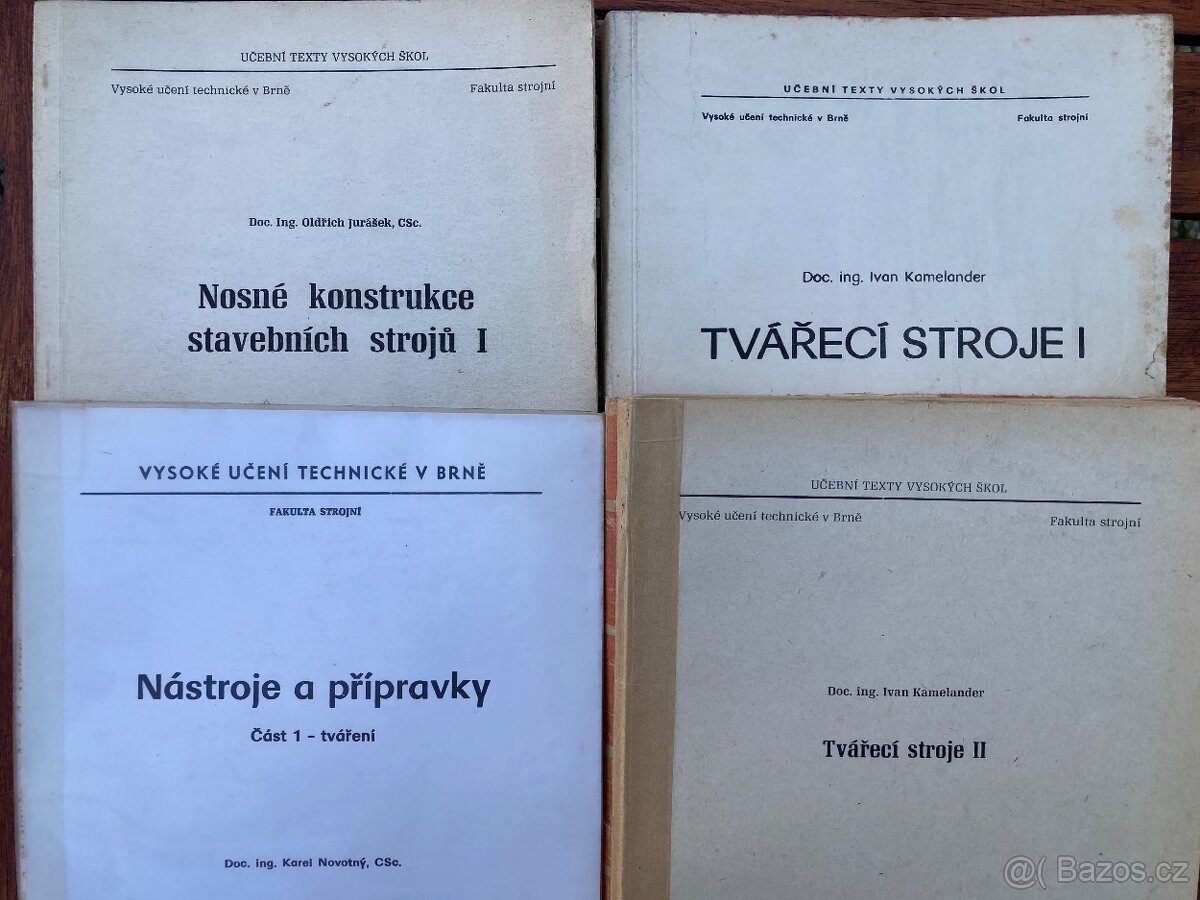 UČEBNÍ TEXTY VYSOKÝCH ŠKOL
Vysoké učení technické v Brně Fakulta strojní
Doc. Ing. Oldřich Jurášek, CSc.
Nosné konstrukce
stavebních strojů I
UČEBNÍ TEXTY VYSOKÝCH ŠKOL
Vysoké učení technické v Brně Fakulta strojní
Doc. ing. Ivan Kamelander
TVÁŘECÍ STROJE I
VYSOKÉ UČENÍ TECHNICKÉ V BRNĚ
FAKULTA STROJNÍ
Nástroje a přípravky
Část 1 - tváření
Doc. ing. Karel Novotný, CSc.
UČEBNÍ TEXTY VYSOKÝCH ŠKOL
Vysoké učení technické v Brně Fakulta strojní
Doc. ing. Ivan Kamelander
Tvářecí stroje II
Bazos.cz